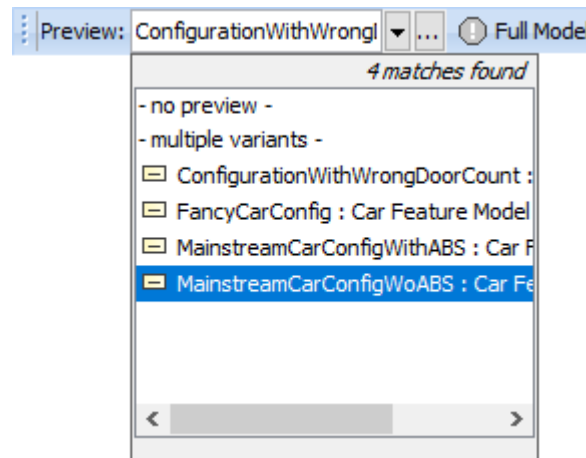 Preview: ConfigurationWithWrongl ... Full Mode
4 matches found
- no preview -
- multiple variants -
ConfigurationWithWrongDoorCount :
FancyCarConfig : Car Feature Model
MainstreamCarConfigWithABS : Car F
MainstreamCarConfigWoABS : Car Fe